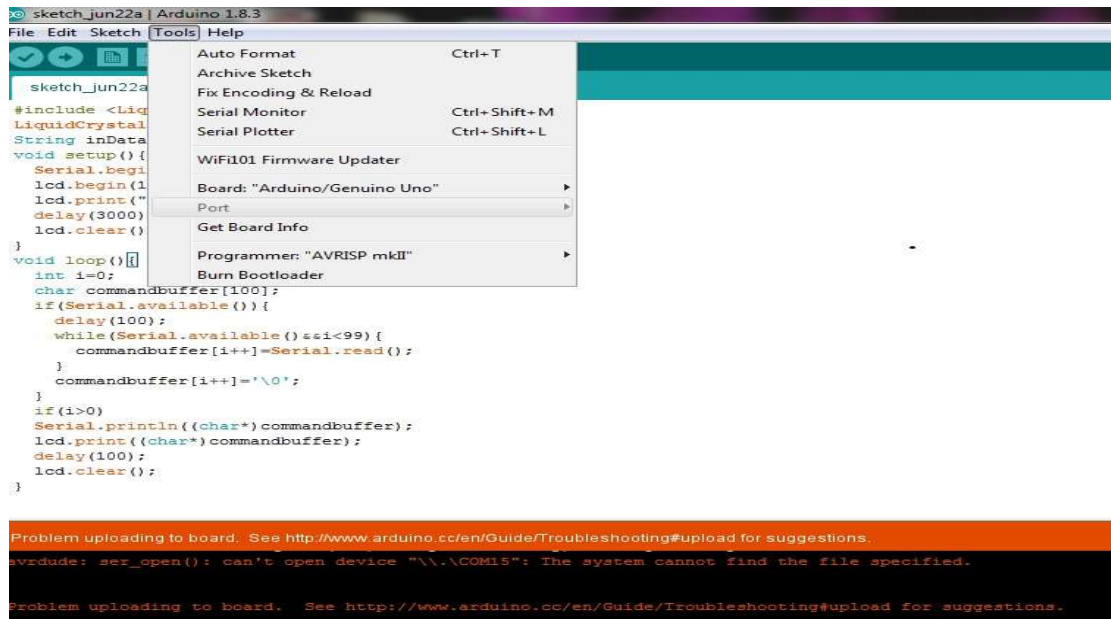 sketch_jun22a | Arduino 1.8.3
File Edit Sketch Tools Help
Auto Format Ctrl+T
Archive Sketch
Fix Encoding & Reload
Serial Monitor Ctrl+Shift+M
Serial Plotter Ctrl+Shift+L
WiFi101 Firmware Updater
Board: "Arduino/Genuino Uno"
Port
Get Board Info
Programmer: "AVRISP mkII"
Burn Bootloader
sketch_jun22a
#include <Liq
LiquidCrystal
String inData
void setup(){
Serial.begi
lcd.begin(1
lcd.print("
delay(3000)
lcd.clear()
}
void loop(){
int i=0;
char commandbuffer[100];
if(Serial.available()){
delay(100);
while(Serial.available()&&i<99){
commandbuffer[i++]=Serial.read();
}
commandbuffer[i++]='\0';
}
if(i>0)
Serial.println((char*)commandbuffer);
lcd.print((char*)commandbuffer);
delay(100);
lcd.clear();
}
Problem uploading to board. See http://www.arduino.cc/en/Guide/Troubleshooting#upload for suggestions.
avrdude: ser_open(): can't open device "\\.\COM15": The system cannot find the file specified.
Problem uploading to board. See http://www.arduino.cc/en/Guide/Troubleshooting#upload for suggestions.